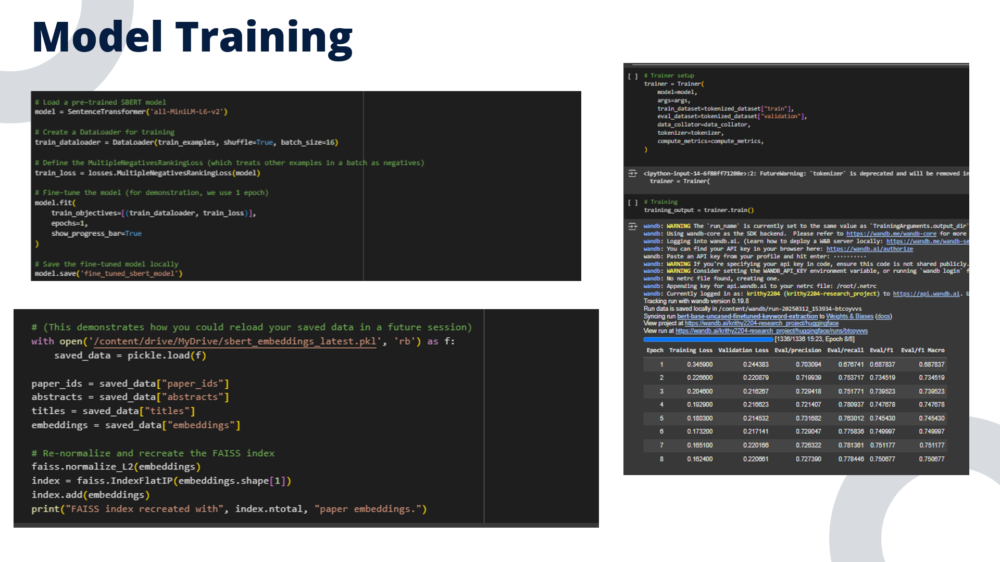 Model Training
# Load a pre-trained SBERT model
model = SentenceTransformer('all-MiniLM-L6-v2')
# Create a DataLoader for training
train_dataloader = DataLoader(train_examples, shuffle=True, batch_size=16)
# Define the MultipleNegativesRankingLoss (which treats other examples in a batch as negatives)
train_loss = losses.MultipleNegativesRankingLoss(model)
# Fine-tune the model (for demonstration, we use 1 epoch)
model.fit(
train_objectives=[(train_dataloader, train_loss)],
epochs=1,
show_progress_bar=True
)
# Save the fine-tuned model locally
model.save('fine_tuned_sbert_model')
# (This demonstrates how you could reload your saved data in a future session)
with open('/content/drive/MyDrive/sbert_embeddings_latest.pkl', 'rb') as f:
saved_data = pickle.load(f)
paper_ids = saved_data["paper_ids"]
abstracts = saved_data["abstracts"]
titles = saved_data["titles"]
embeddings = saved_data["embeddings"]
# Re-normalize and recreate the FAISS index
faiss.normalize_L2(embeddings)
index = faiss.IndexFlatIP(embeddings.shape[1])
index.add(embeddings)
print("FAISS index recreated with", index.ntotal, "paper embeddings.")
[ ] # Trainer setup
trainer = Trainer(
model=model,
args=args,
train_dataset=tokenized_dataset["train"],
eval_dataset=tokenized_dataset["validation"],
data_collator=data_collator,
tokenizer=tokenizer,
compute_metrics=compute_metrics,
)
<ipython-input-14-6f88ff71208e>:2: FutureWarning: `tokenizer` is deprecated and will be removed in
trainer = Trainer(
[ ] # Training
training_output = trainer.train()
wandb: WARNING The `run_name` is currently set to the same value as `TrainingArguments.output_dir`
wandb: Using wandb-core as the SDK backend. Please refer to https://wandb.me/wandb-core for more
wandb: Logging into wandb.ai. (Learn how to deploy a W&B server locally: https://wandb.me/wandb-se
wandb: You can find your API key in your browser here: https://wandb.ai/authorize
wandb: Paste an API key from your profile and hit enter: ··········
wandb: WARNING If you're specifying your api key in code, ensure this code is not shared publicly.
wandb: WARNING Consider setting the WANDB_API_KEY environment variable, or running `wandb login` f
wandb: No netrc file found, creating one.
wandb: Appending key for api.wandb.ai to your netrc file: /root/.netrc
wandb: Currently logged in as: krithy2204 (krithy2204-research_project) to https://api.wandb.ai. U
Tracking run with wandb version 0.19.8
Run data is saved locally in /content/wandb/run-20250312_153934-btcoyvvs
Syncing run bert-base-uncased-finetuned-keyword-extraction to Weights & Biases (docs)
View project at https://wandb.ai/krithy2204-research_project/huggingface
View run at https://wandb.ai/krithy2204-research_project/huggingface/runs/btcoyvvs
[1336/1336 15:23, Epoch 8/8]
Epoch Training Loss Validation Loss Eval/precision Eval/recall Eval/f1 Eval/f1 Macro
1 0.345900 0.244383 0.703094 0.676741 0.687837 0.687837
2 0.226600 0.220879 0.719939 0.753717 0.734519 0.734519
3 0.204600 0.216267 0.729418 0.751771 0.739523 0.739523
4 0.192900 0.216623 0.721407 0.780937 0.747678 0.747678
5 0.180300 0.214532 0.731682 0.763012 0.745430 0.745430
6 0.173200 0.217141 0.729047 0.775836 0.749997 0.749997
7 0.165100 0.220166 0.726322 0.781361 0.751177 0.751177
8 0.162400 0.220661 0.727390 0.778446 0.750677 0.750677